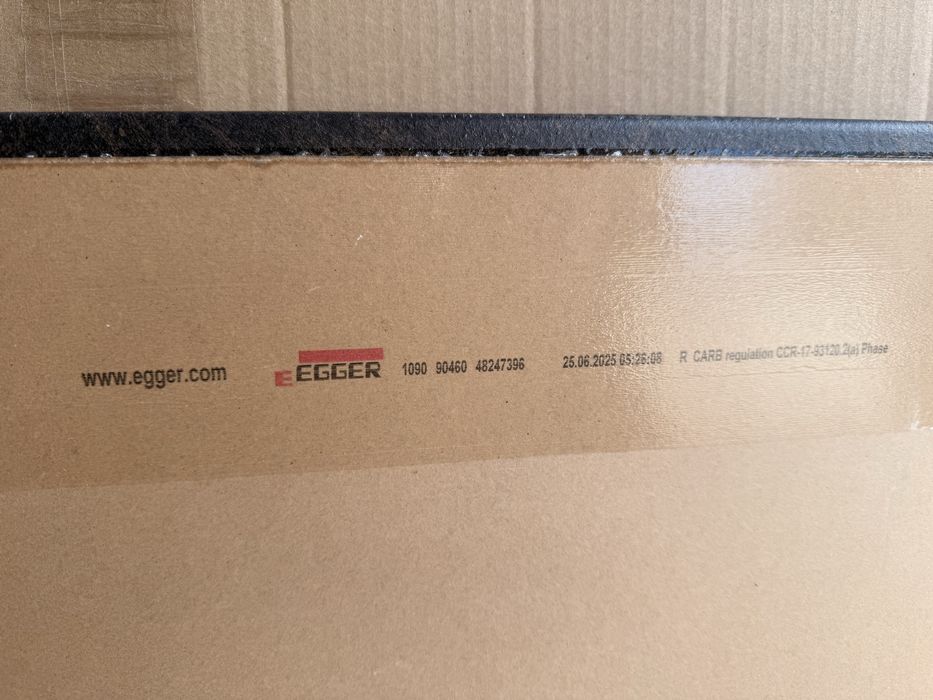 www.egger.com EGGER 1090 90460 48247396 25.06.2025 05:26:08 R CARB regulation CCR-17-93120.2(a) Phase